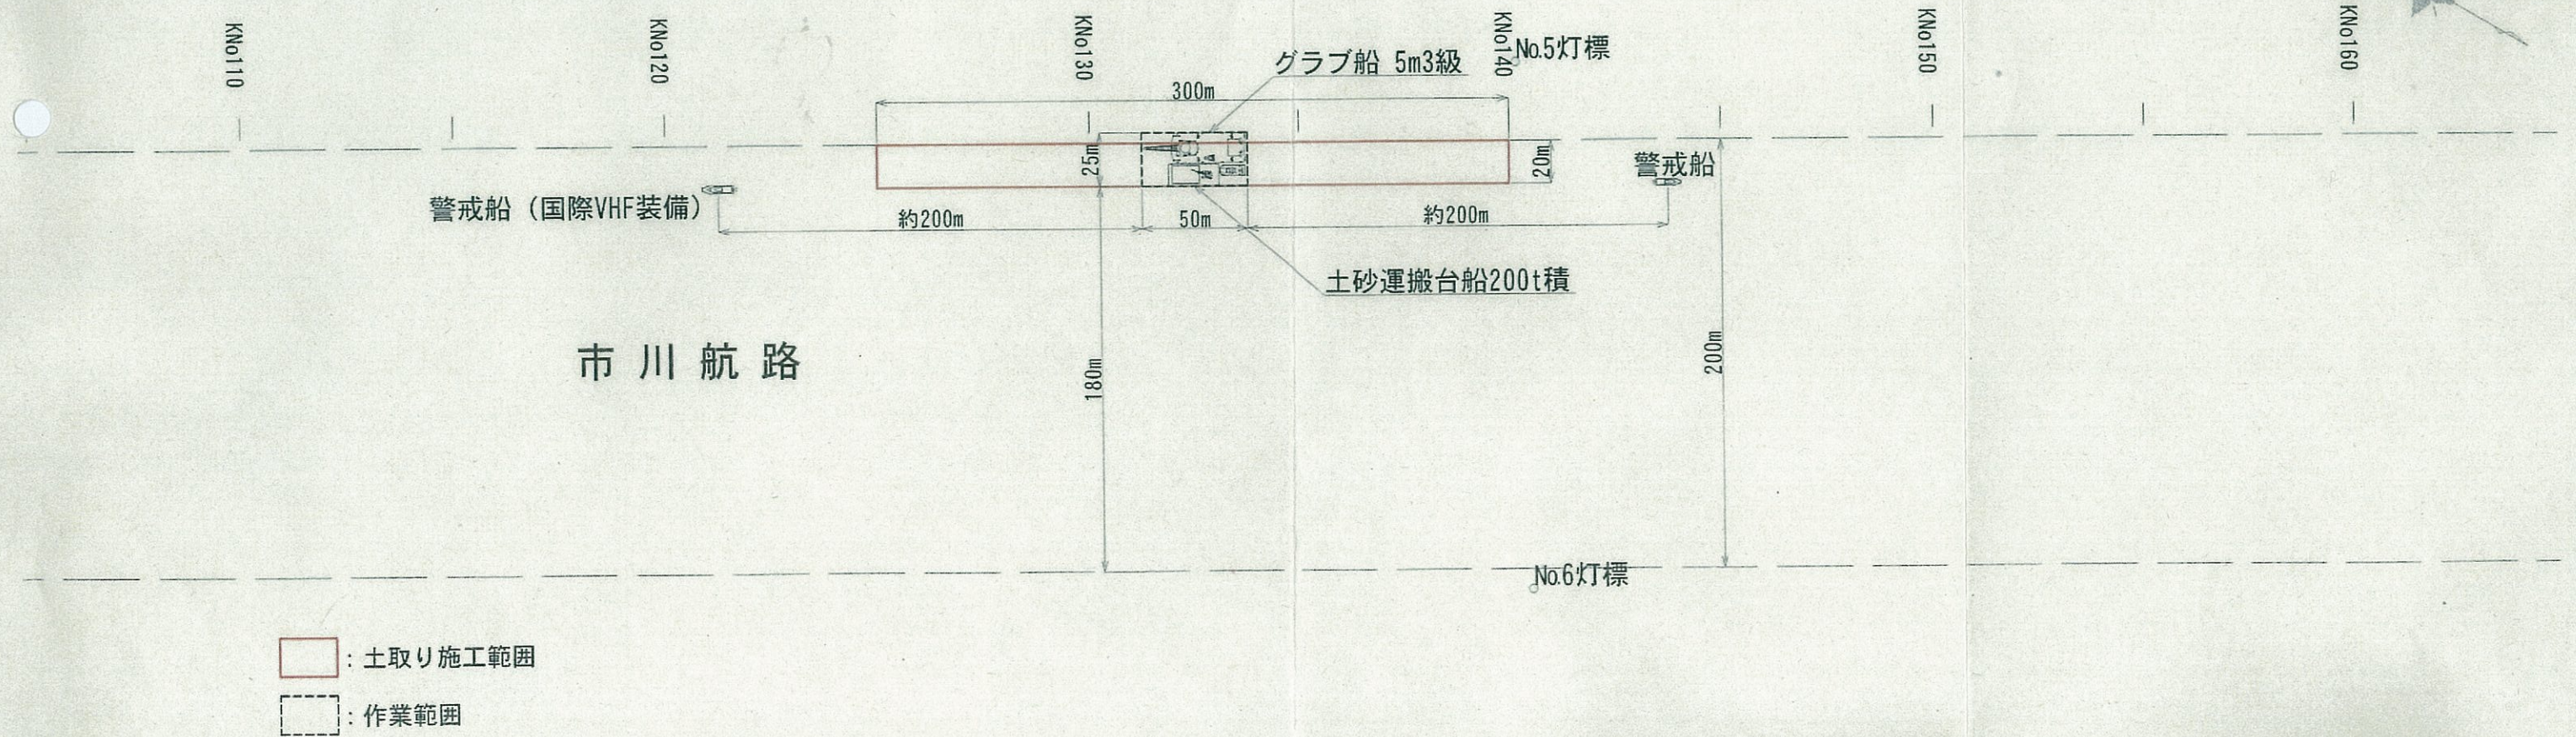 KNo110
KNo120
KNo130
KNo140
KNo150
KNo160
No.5灯標
グラブ船 5m3級
300m
25m
20m
警戒船
警戒船（国際VHF装備）
約200m
50m
約200m
土砂運搬台船200t積
市川航路
180m
200m
No.6灯標
：土取り施工範囲
：作業範囲